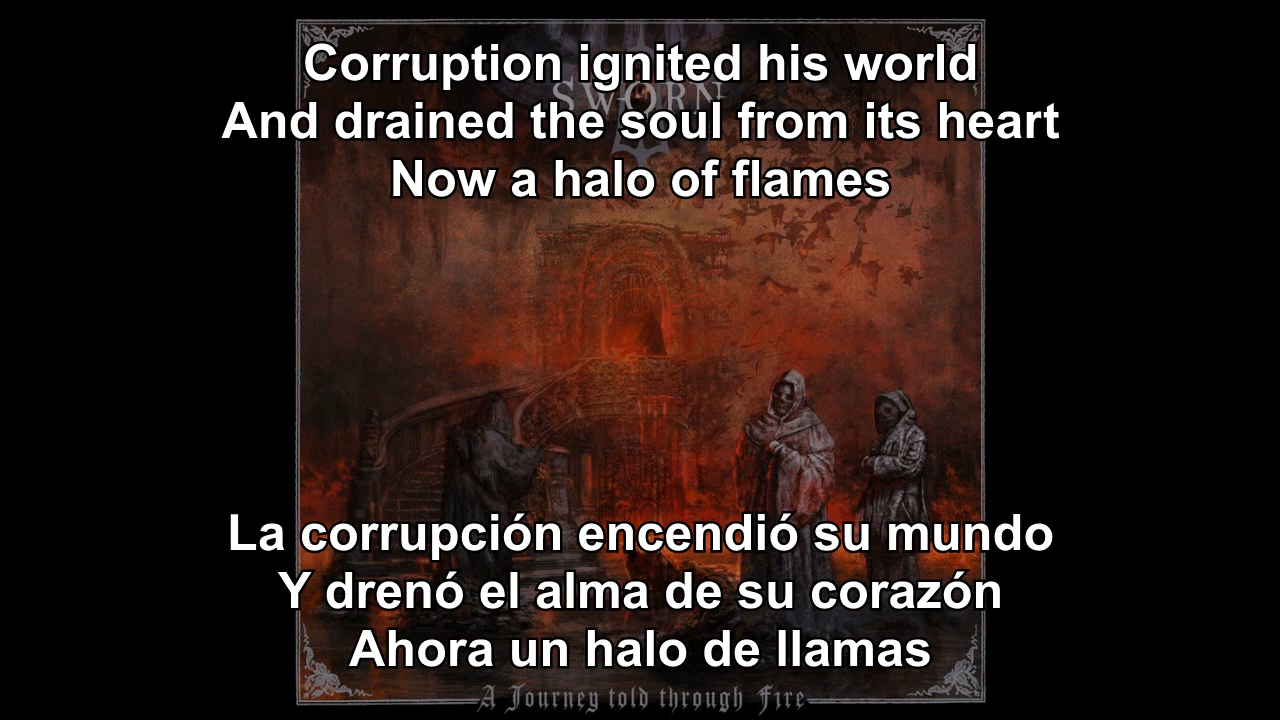 Corruption ignited his world
SWORN
And drained the soul from its heart
Now a halo of flames
La corrupción encendió su mundo
Y drenó el alma de su corazón
Ahora un halo de llamas
A Journey told through Fire